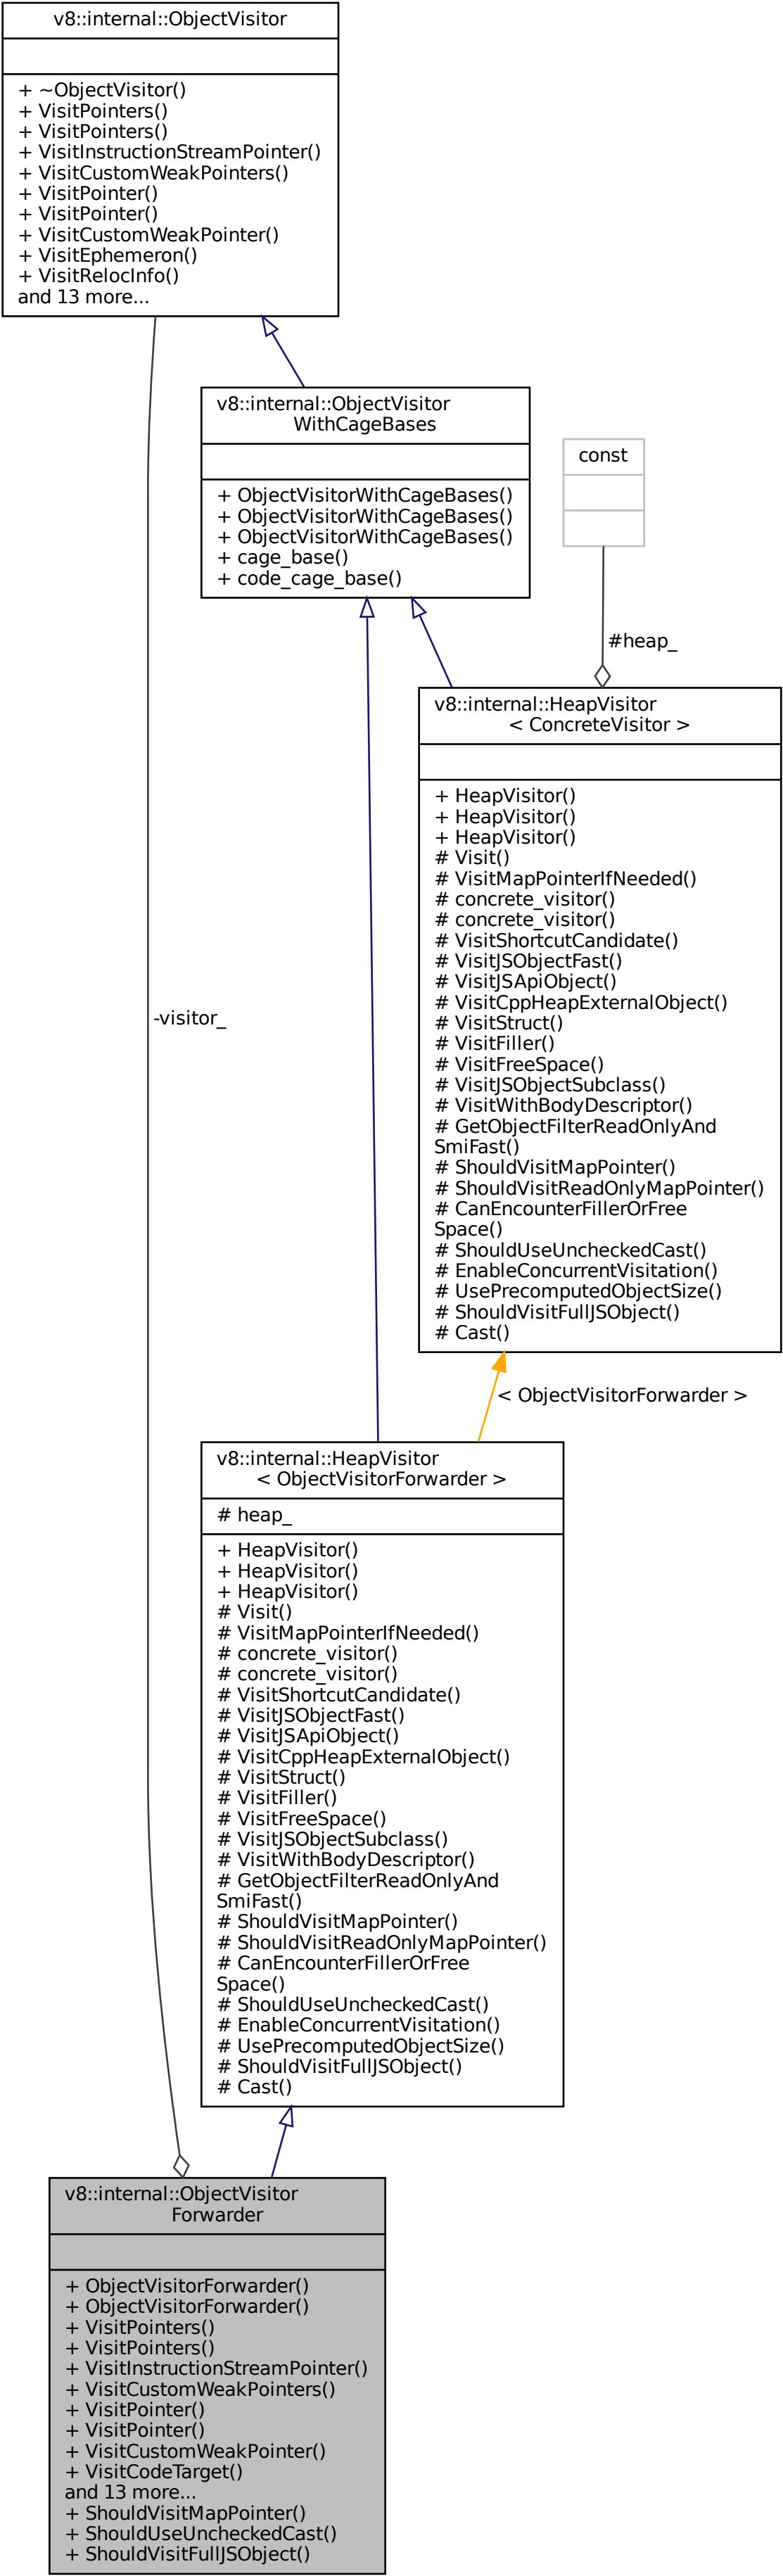 v8::internal::ObjectVisitor
+ ~ObjectVisitor()
+ VisitPointers()
+ VisitPointers()
+ VisitInstructionStreamPointer()
+ VisitCustomWeakPointers()
+ VisitPointer()
+ VisitPointer()
+ VisitCustomWeakPointer()
+ VisitEphemeron()
+ VisitRelocInfo()
and 13 more...
v8::internal::ObjectVisitor
WithCageBases
+ ObjectVisitorWithCageBases()
+ ObjectVisitorWithCageBases()
+ ObjectVisitorWithCageBases()
+ cage_base()
+ code_cage_base()
const
#heap_
v8::internal::HeapVisitor
< ConcreteVisitor >
+ HeapVisitor()
+ HeapVisitor()
+ HeapVisitor()
# Visit()
# VisitMapPointerIfNeeded()
# concrete_visitor()
# concrete_visitor()
# VisitShortcutCandidate()
# VisitJSObjectFast()
# VisitJSApiObject()
# VisitCppHeapExternalObject()
# VisitStruct()
# VisitFiller()
# VisitFreeSpace()
# VisitJSObjectSubclass()
# VisitWithBodyDescriptor()
# GetObjectFilterReadOnlyAnd
SmiFast()
# ShouldVisitMapPointer()
# ShouldVisitReadOnlyMapPointer()
# CanEncounterFillerOrFree
Space()
# ShouldUseUncheckedCast()
# EnableConcurrentVisitation()
# UsePrecomputedObjectSize()
# ShouldVisitFullJSObject()
# Cast()
-visitor_
< ObjectVisitorForwarder >
v8::internal::HeapVisitor
< ObjectVisitorForwarder >
# heap_
+ HeapVisitor()
+ HeapVisitor()
+ HeapVisitor()
# Visit()
# VisitMapPointerIfNeeded()
# concrete_visitor()
# concrete_visitor()
# VisitShortcutCandidate()
# VisitJSObjectFast()
# VisitJSApiObject()
# VisitCppHeapExternalObject()
# VisitStruct()
# VisitFiller()
# VisitFreeSpace()
# VisitJSObjectSubclass()
# VisitWithBodyDescriptor()
# GetObjectFilterReadOnlyAnd
SmiFast()
# ShouldVisitMapPointer()
# ShouldVisitReadOnlyMapPointer()
# CanEncounterFillerOrFree
Space()
# ShouldUseUncheckedCast()
# EnableConcurrentVisitation()
# UsePrecomputedObjectSize()
# ShouldVisitFullJSObject()
# Cast()
v8::internal::ObjectVisitor
Forwarder
+ ObjectVisitorForwarder()
+ ObjectVisitorForwarder()
+ VisitPointers()
+ VisitPointers()
+ VisitInstructionStreamPointer()
+ VisitCustomWeakPointers()
+ VisitPointer()
+ VisitPointer()
+ VisitCustomWeakPointer()
+ VisitCodeTarget()
and 13 more...
+ ShouldVisitMapPointer()
+ ShouldUseUncheckedCast()
+ ShouldVisitFullJSObject()